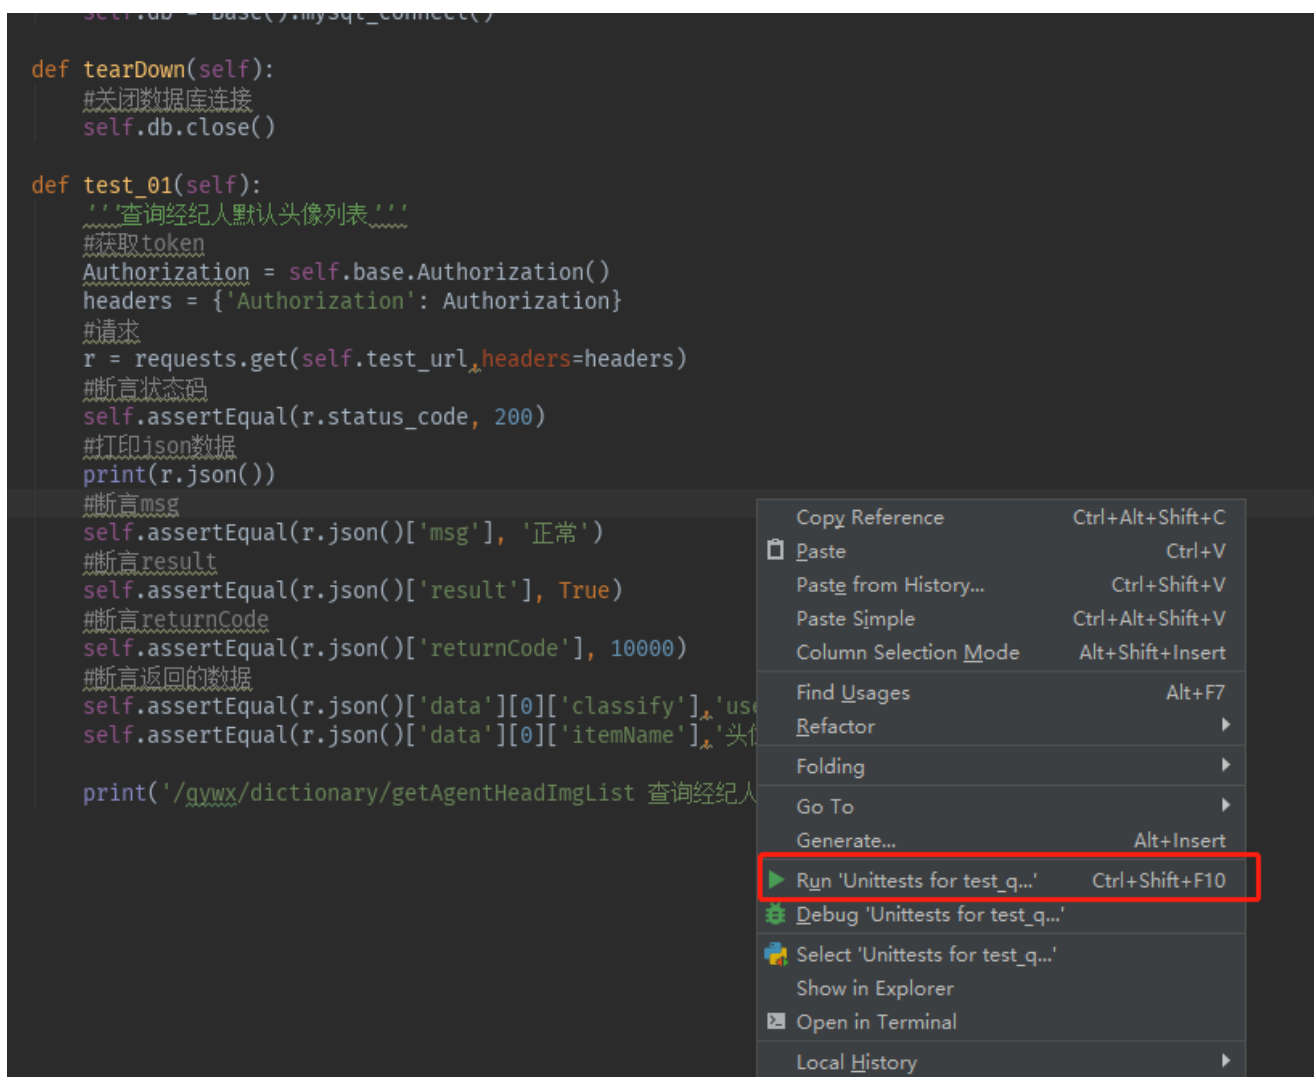 self.db = Base().mysql_connect()
def tearDown(self):
#关闭数据库连接
self.db.close()
def test_01(self):
'''查询经纪人默认头像列表'''
#获取token
Authorization = self.base.Authorization()
headers = {'Authorization': Authorization}
#请求
r = requests.get(self.test_url,headers=headers)
#断言状态码
self.assertEqual(r.status_code, 200)
#打印json数据
print(r.json())
#断言msg
self.assertEqual(r.json()['msg'], '正常')
#断言result
self.assertEqual(r.json()['result'], True)
#断言returnCode
self.assertEqual(r.json()['returnCode'], 10000)
#断言返回的数据
self.assertEqual(r.json()['data'][0]['classify'],'use
self.assertEqual(r.json()['data'][0]['itemName'],'头
print('/qywx/dictionary/getAgentHeadImgList 查询经纪人
Copy Reference Ctrl+Alt+Shift+C
Paste Ctrl+V
Paste from History... Ctrl+Shift+V
Paste Simple Ctrl+Alt+Shift+V
Column Selection Mode Alt+Shift+Insert
Find Usages Alt+F7
Refactor
Folding
Go To
Generate... Alt+Insert
Run 'Unittests for test_q...' Ctrl+Shift+F10
Debug 'Unittests for test_q...'
Select 'Unittests for test_q...'
Show in Explorer
Open in Terminal
Local History